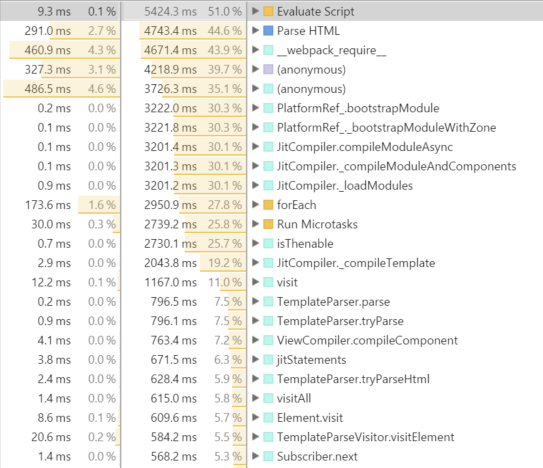 9.3 ms 0.1 % 5424.3 ms 51.0 % Evaluate Script
291.0 ms 2.7 % 4743.4 ms 44.6 % Parse HTML
460.9 ms 4.3 % 4671.4 ms 43.9 % __webpack_require__
327.3 ms 3.1 % 4218.9 ms 39.7 % (anonymous)
486.5 ms 4.6 % 3726.3 ms 35.1 % (anonymous)
0.2 ms 0.0 % 3222.0 ms 30.3 % PlatformRef_.bootstrapModule
0.1 ms 0.0 % 3221.8 ms 30.3 % PlatformRef_._bootstrapModuleWithZone
0.1 ms 0.0 % 3201.4 ms 30.1 % JitCompiler.compileModuleAsync
0.1 ms 0.0 % 3201.3 ms 30.1 % JitCompiler._compileModuleAndComponents
0.9 ms 0.0 % 3201.2 ms 30.1 % JitCompiler._loadModules
173.6 ms 1.6 % 2950.9 ms 27.8 % forEach
30.0 ms 0.3 % 2739.2 ms 25.8 % Run Microtasks
0.7 ms 0.0 % 2730.1 ms 25.7 % isThenable
2.9 ms 0.0 % 2043.8 ms 19.2 % JitCompiler._compileTemplate
12.2 ms 0.1 % 1167.0 ms 11.0 % visit
0.2 ms 0.0 % 796.5 ms 7.5 % TemplateParser.parse
0.9 ms 0.0 % 796.1 ms 7.5 % TemplateParser.tryParse
4.1 ms 0.0 % 763.4 ms 7.2 % ViewCompiler.compileComponent
3.8 ms 0.0 % 671.5 ms 6.3 % jitStatements
2.4 ms 0.0 % 628.4 ms 5.9 % TemplateParser.tryParseHtml
1.4 ms 0.0 % 615.0 ms 5.8 % visitAll
8.6 ms 0.1 % 609.6 ms 5.7 % Element.visit
20.6 ms 0.2 % 584.2 ms 5.5 % TemplateParseVisitor.visitElement
1.4 ms 0.0 % 568.2 ms 5.3 % Subscriber.next